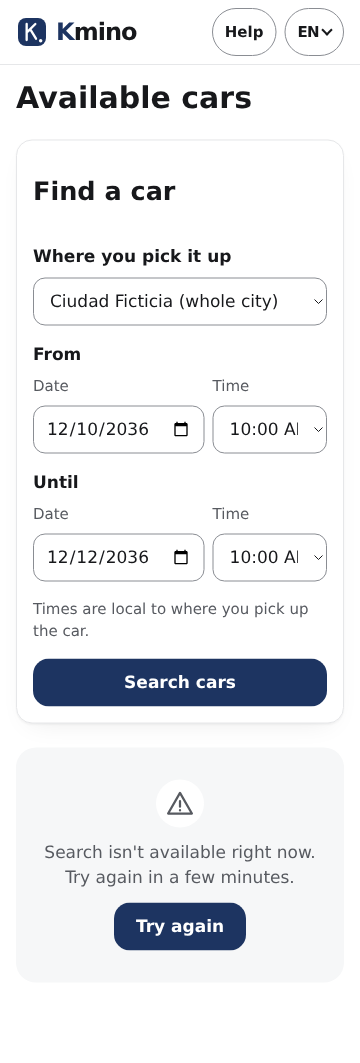 K. Kmino
Help
EN
Available cars
Find a car
Where you pick it up
Ciudad Ficticia (whole city)
From
Date Time
12/10/2036 10:00 A
Until
Date Time
12/12/2036 10:00 A
Times are local to where you pick up
the car.
Search cars
Search isn't available right now.
Try again in a few minutes.
Try again